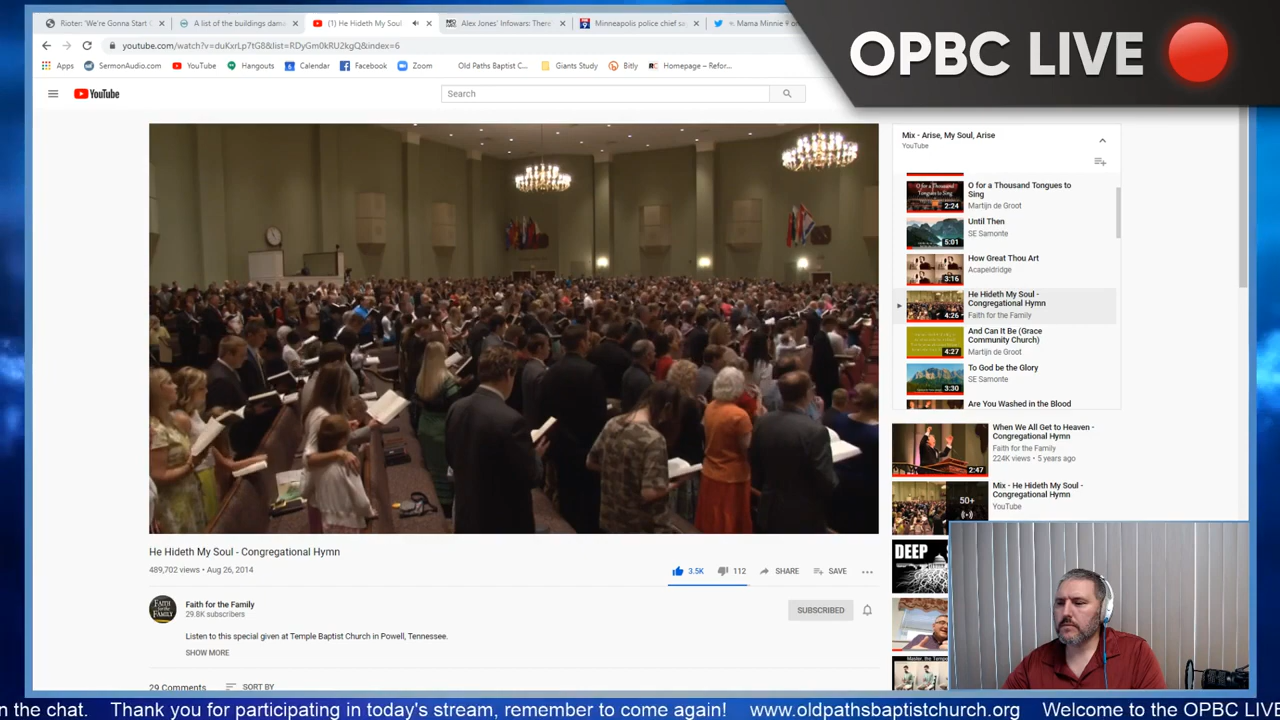 Rioter: 'We're Gonna Start
A list of the buildings dama
(1) He Hideth My Soul
Alex Jones' Infowars: There
Minneapolis police chief sa
Mama Minnie
OPBC LIVE
youtube.com/watch?v=duKxrLp7tG8&list=RDyGm0kRU2kgQ&index=6
Apps
SermonAudio.com
YouTube
Hangouts
Calendar
Facebook
Zoom
Old Paths Baptist C...
Giants Study
Bitly
Homepage – Refor...
YouTube
Search
Mix - Arise, My Soul, Arise
YouTube
O for a Thousand Tongues to
Sing
Martijn de Groot
2:24
Until Then
SE Samonte
5:01
How Great Thou Art
Acapeldridge
3:16
He Hideth My Soul -
Congregational Hymn
Faith for the Family
4:26
And Can It Be (Grace
Community Church)
Martijn de Groot
4:27
To God be the Glory
SE Samonte
3:30
Are You Washed in the Blood
When We All Get to Heaven -
Congregational Hymn
Faith for the Family
224K views • 5 years ago
2:47
Mix - He Hideth My Soul -
Congregational Hymn
YouTube
50+
DEEP
He Hideth My Soul - Congregational Hymn
489,702 views • Aug 26, 2014
3.5K
112
SHARE
SAVE
FAITH for the FAMILY
Faith for the Family
29.8K subscribers
SUBSCRIBED
Listen to this special given at Temple Baptist Church in Powell, Tennessee.
SHOW MORE
29 Comments
SORT BY
n the chat. Thank you for participating in today's stream, remember to come again! www.oldpathsbaptistchurch.org Welcome to the OPBC LIVE